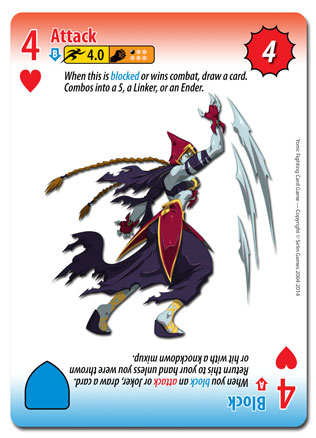 4
Attack
B 4.0
4
When this is blocked or wins combat, draw a card.
Combos into a 5, a Linker, or an Ender.
Yomi: Fighting Card Game — Copyright © Sirlin Games 2004-2014
4
Block
A
When you block an attack or Joker, draw a card.
Return this to your hand unless you were thrown
or hit with a knockdown mixup.